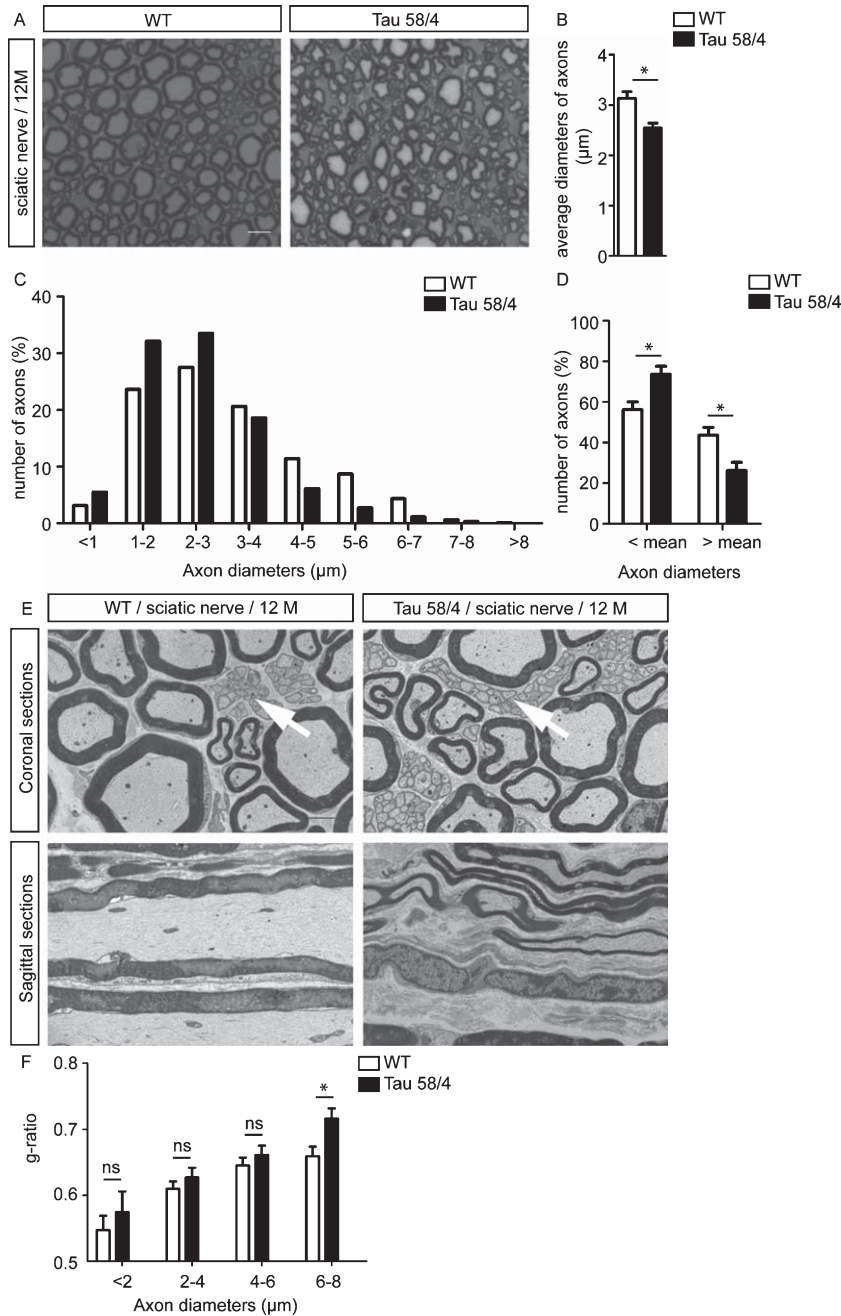 A
WT
Tau 58/4
sciatic nerve / 12M
B
WT
Tau 58/4
average diameters of axons
(µm)
4
3
2
1
0
*
C
WT
Tau 58/4
number of axons (%)
40
30
20
10
0
<1
1-2
2-3
3-4
4-5
5-6
6-7
7-8
>8
Axon diameters (µm)
D
WT
Tau 58/4
number of axons (%)
100
80
60
40
20
0
*
*
< mean
> mean
Axon diameters
E
WT / sciatic nerve / 12 M
Tau 58/4 / sciatic nerve / 12 M
Coronal sections
Sagittal sections
F
WT
Tau 58/4
g-ratio
0.8
0.7
0.6
0.5
ns
ns
ns
*
<2
2-4
4-6
6-8
Axon diameters (µm)